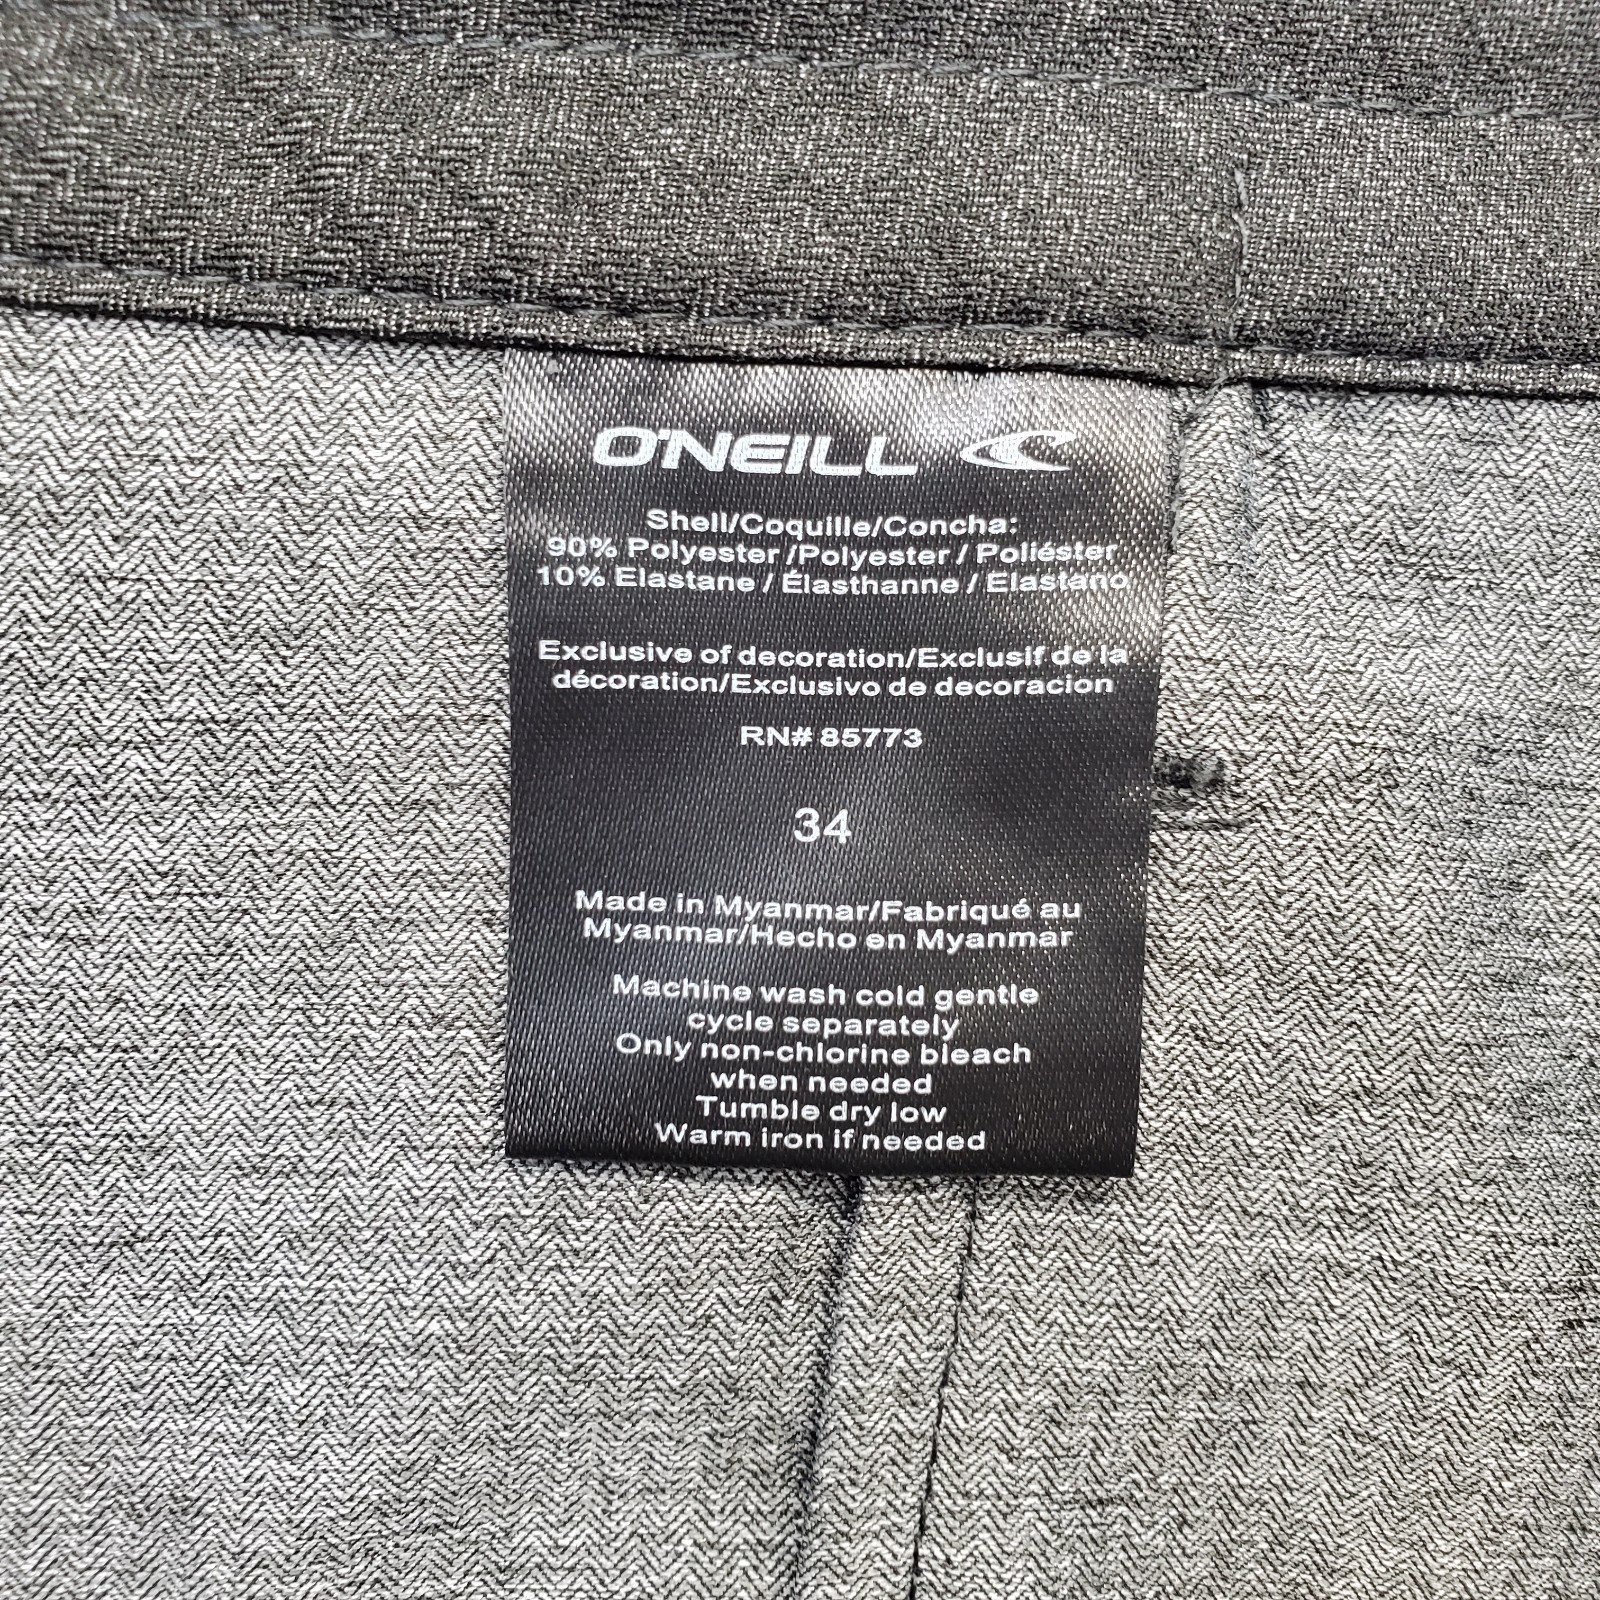 O'NEILL
Shell/Coquille/Concha:
90% Polyester /Polyester / Poliéster
10% Elastane / Élasthanne / Elastano
Exclusive of decoration/Exclusif de la
décoration/Exclusivo de decoracion
RN# 85773
34
Made in Myanmar/Fabriqué au
Myanmar/Hecho en Myanmar
Machine wash cold gentle
cycle separately
Only non-chlorine bleach
when needed
Tumble dry low
Warm iron if needed